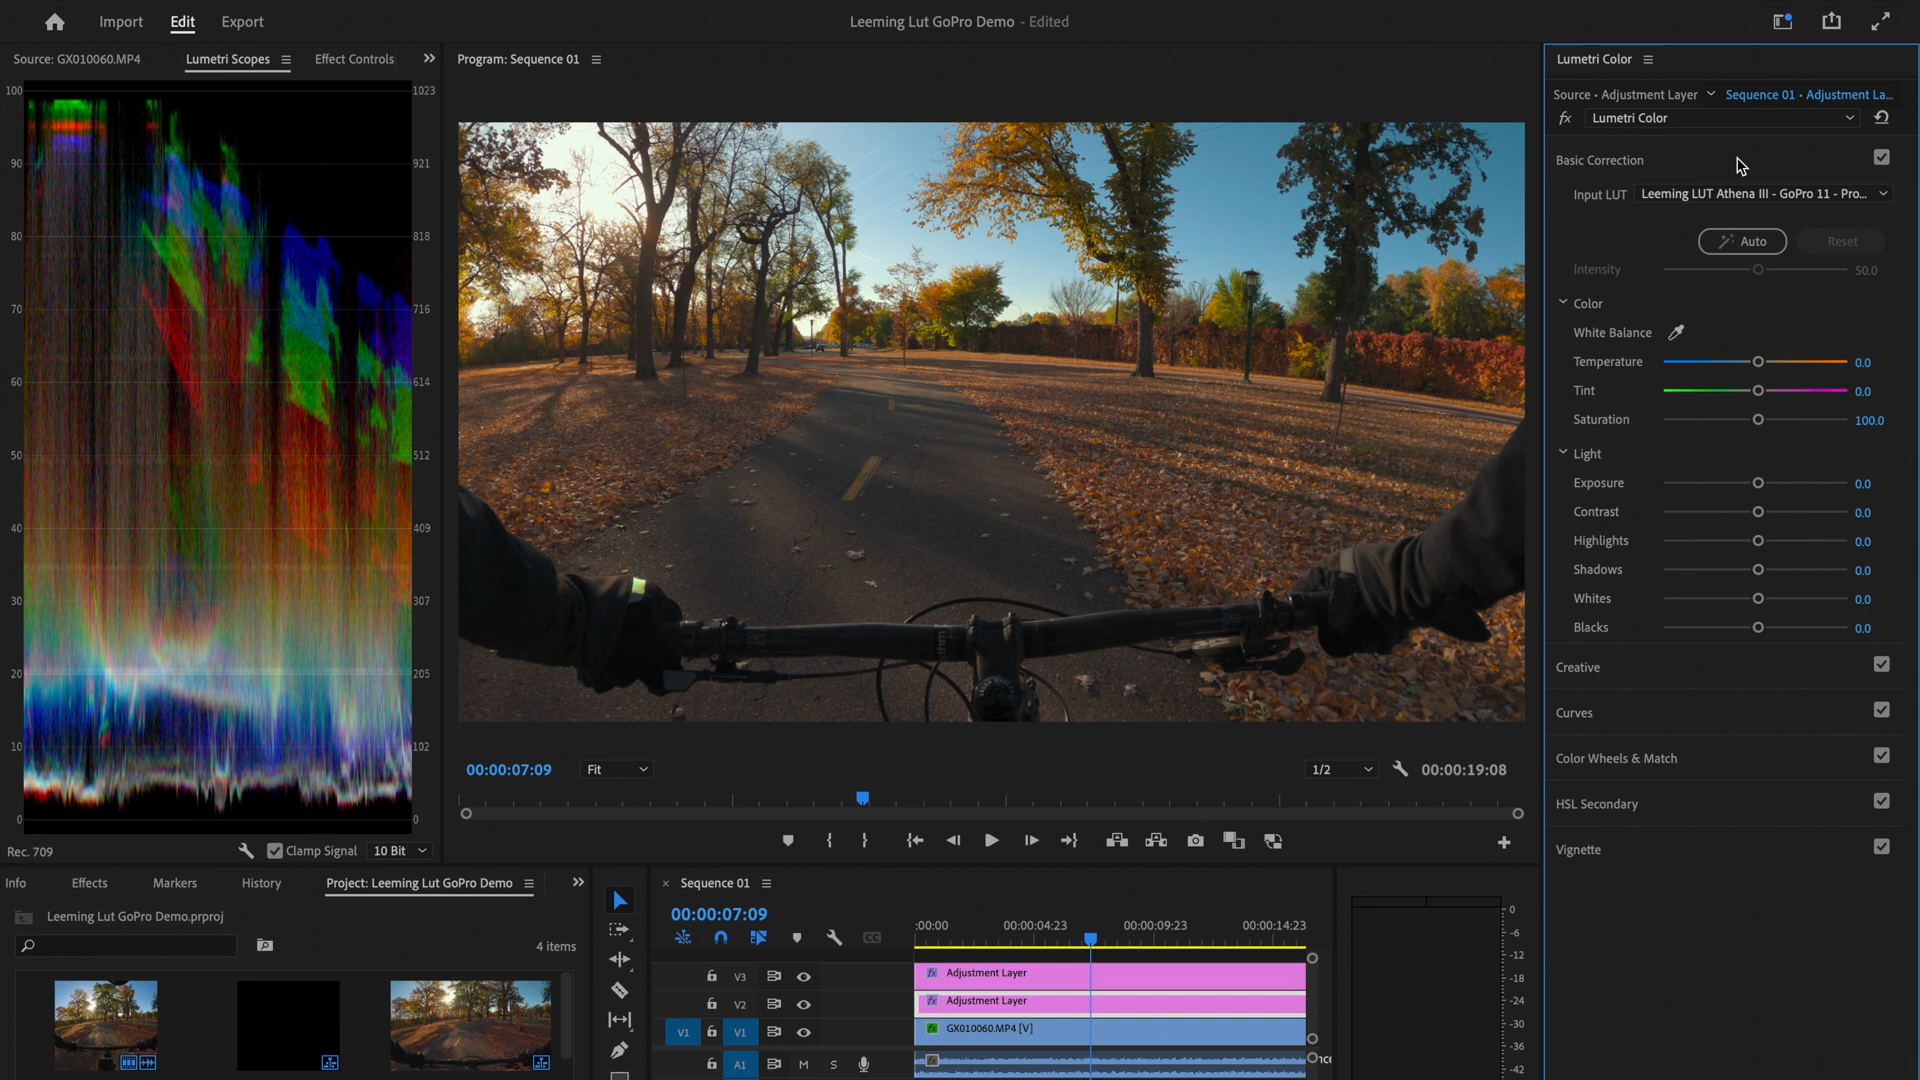 Import
Edit
Export
Leeming Lut GoPro Demo - Edited
Source: GX010060.MP4
Lumetri Scopes
Effect Controls
Program: Sequence 01
Lumetri Color
Source • Adjustment Layer
Sequence 01 • Adjustment La...
fx
Lumetri Color
Basic Correction
Input LUT
Leeming LUT Athena III - GoPro 11 - Pro...
Auto
Reset
Intensity
50.0
Color
White Balance
Temperature
0.0
Tint
0.0
Saturation
100.0
Light
Exposure
0.0
Contrast
0.0
Highlights
0.0
Shadows
0.0
Whites
0.0
Blacks
0.0
Creative
Curves
Color Wheels & Match
HSL Secondary
Vignette
100
1023
90
921
80
818
70
716
60
614
50
512
40
409
30
307
20
205
10
102
0
0
Rec. 709
Clamp Signal
10 Bit
00:00:07:09
Fit
1/2
00:00:19:08
Info
Effects
Markers
History
Project: Leeming Lut GoPro Demo
Leeming Lut GoPro Demo.prproj
4 items
× Sequence 01
00:00:07:09
:00:00
00:00:04:23
00:00:09:23
00:00:14:23
V3
fx Adjustment Layer
V2
fx Adjustment Layer
V1
V1
fx GX010060.MP4 [V]
A1
M
S
fx
0
-6
-12
-18
-24
-30
-36
-42